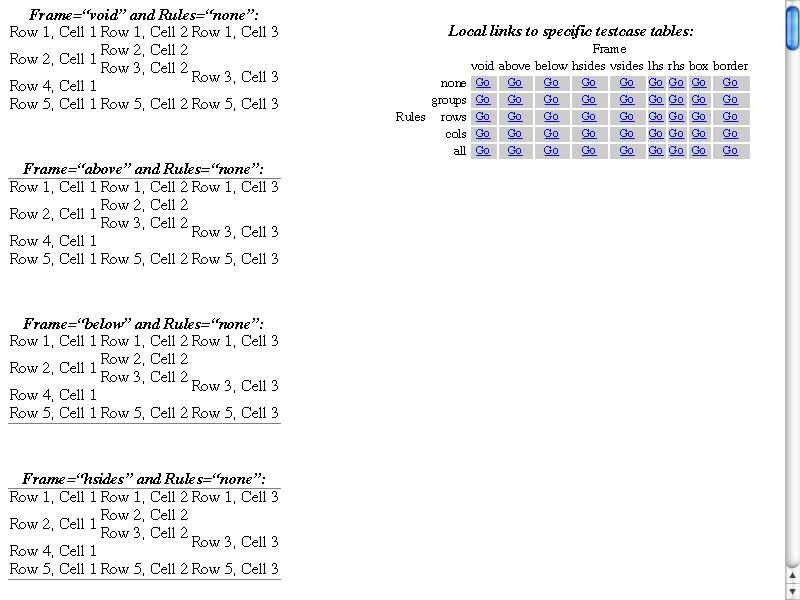 Frame=“void” and Rules=“none”:
Row 1, Cell 1 Row 1, Cell 2 Row 1, Cell 3
Row 2, Cell 2
Row 2, Cell 1
Row 3, Cell 2
Row 3, Cell 3
Row 4, Cell 1
Row 5, Cell 1 Row 5, Cell 2 Row 5, Cell 3
Frame=“above” and Rules=“none”:
Row 1, Cell 1 Row 1, Cell 2 Row 1, Cell 3
Row 2, Cell 2
Row 2, Cell 1
Row 3, Cell 2
Row 3, Cell 3
Row 4, Cell 1
Row 5, Cell 1 Row 5, Cell 2 Row 5, Cell 3
Frame=“below” and Rules=“none”:
Row 1, Cell 1 Row 1, Cell 2 Row 1, Cell 3
Row 2, Cell 2
Row 2, Cell 1
Row 3, Cell 2
Row 3, Cell 3
Row 4, Cell 1
Row 5, Cell 1 Row 5, Cell 2 Row 5, Cell 3
Frame=“hsides” and Rules=“none”:
Row 1, Cell 1 Row 1, Cell 2 Row 1, Cell 3
Row 2, Cell 2
Row 2, Cell 1
Row 3, Cell 2
Row 3, Cell 3
Row 4, Cell 1
Row 5, Cell 1 Row 5, Cell 2 Row 5, Cell 3
Local links to specific testcase tables:
Frame
void above below hsides vsides lhs rhs box border
none Go Go Go Go Go Go Go Go Go
groups Go Go Go Go Go Go Go Go Go
Rules rows Go Go Go Go Go Go Go Go Go
cols Go Go Go Go Go Go Go Go Go
all Go Go Go Go Go Go Go Go Go